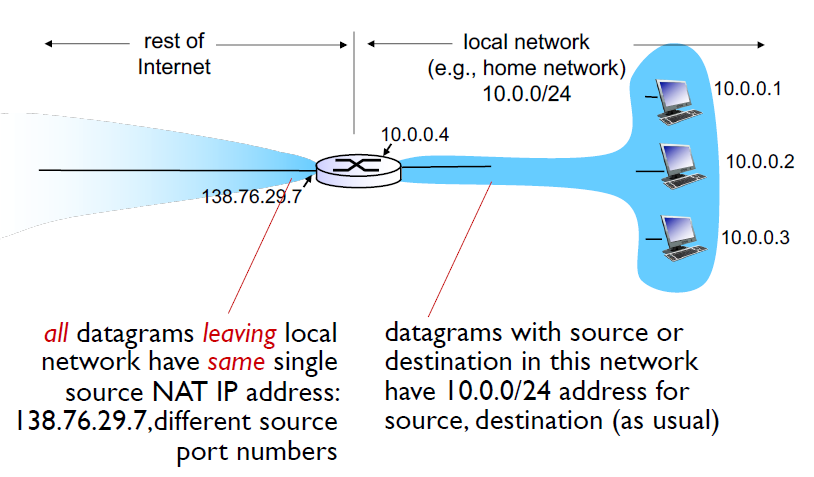 rest of
Internet
local network
(e.g., home network)
10.0.0/24
10.0.0.1
10.0.0.4
10.0.0.2
138.76.29.7
10.0.0.3
all datagrams leaving local
network have same single
source NAT IP address:
138.76.29.7,different source
port numbers
datagrams with source or
destination in this network
have 10.0.0/24 address for
source, destination (as usual)